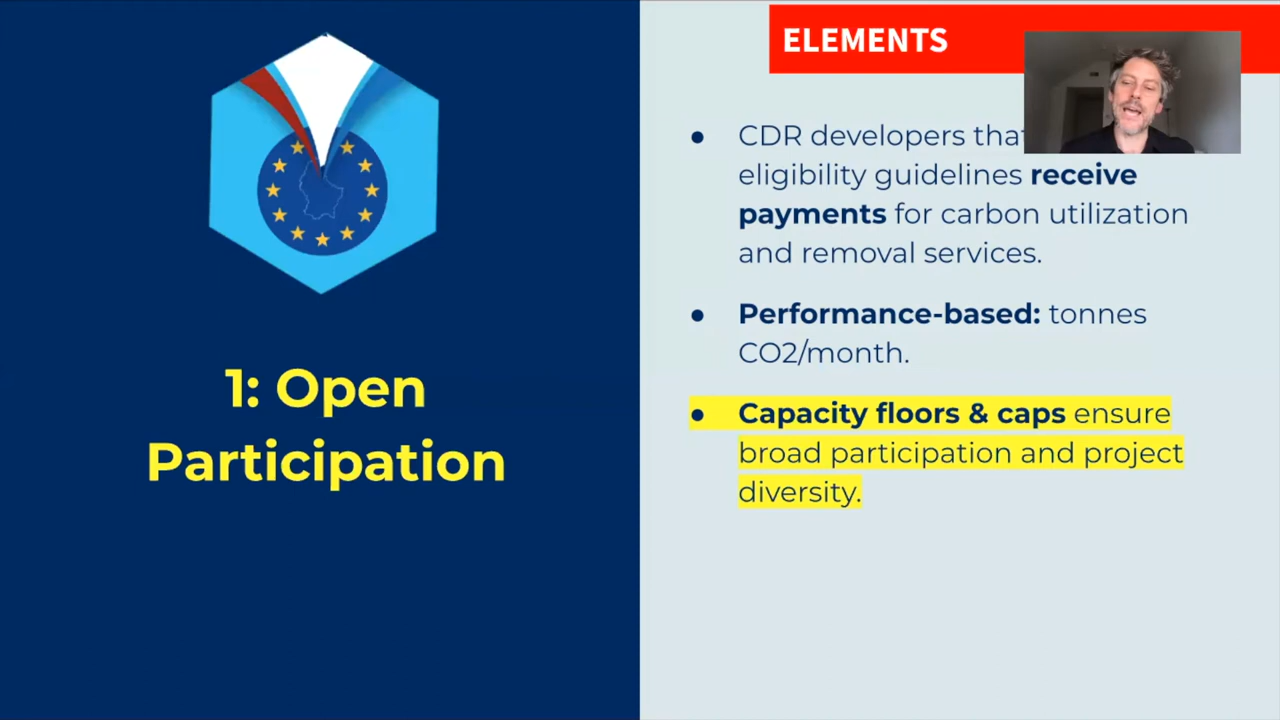 ELEMENTS
1: Open
Participation
● CDR developers that
eligibility guidelines receive
payments for carbon utilization
and removal services.
● Performance-based: tonnes
CO2/month.
● Capacity floors & caps ensure
broad participation and project
diversity.